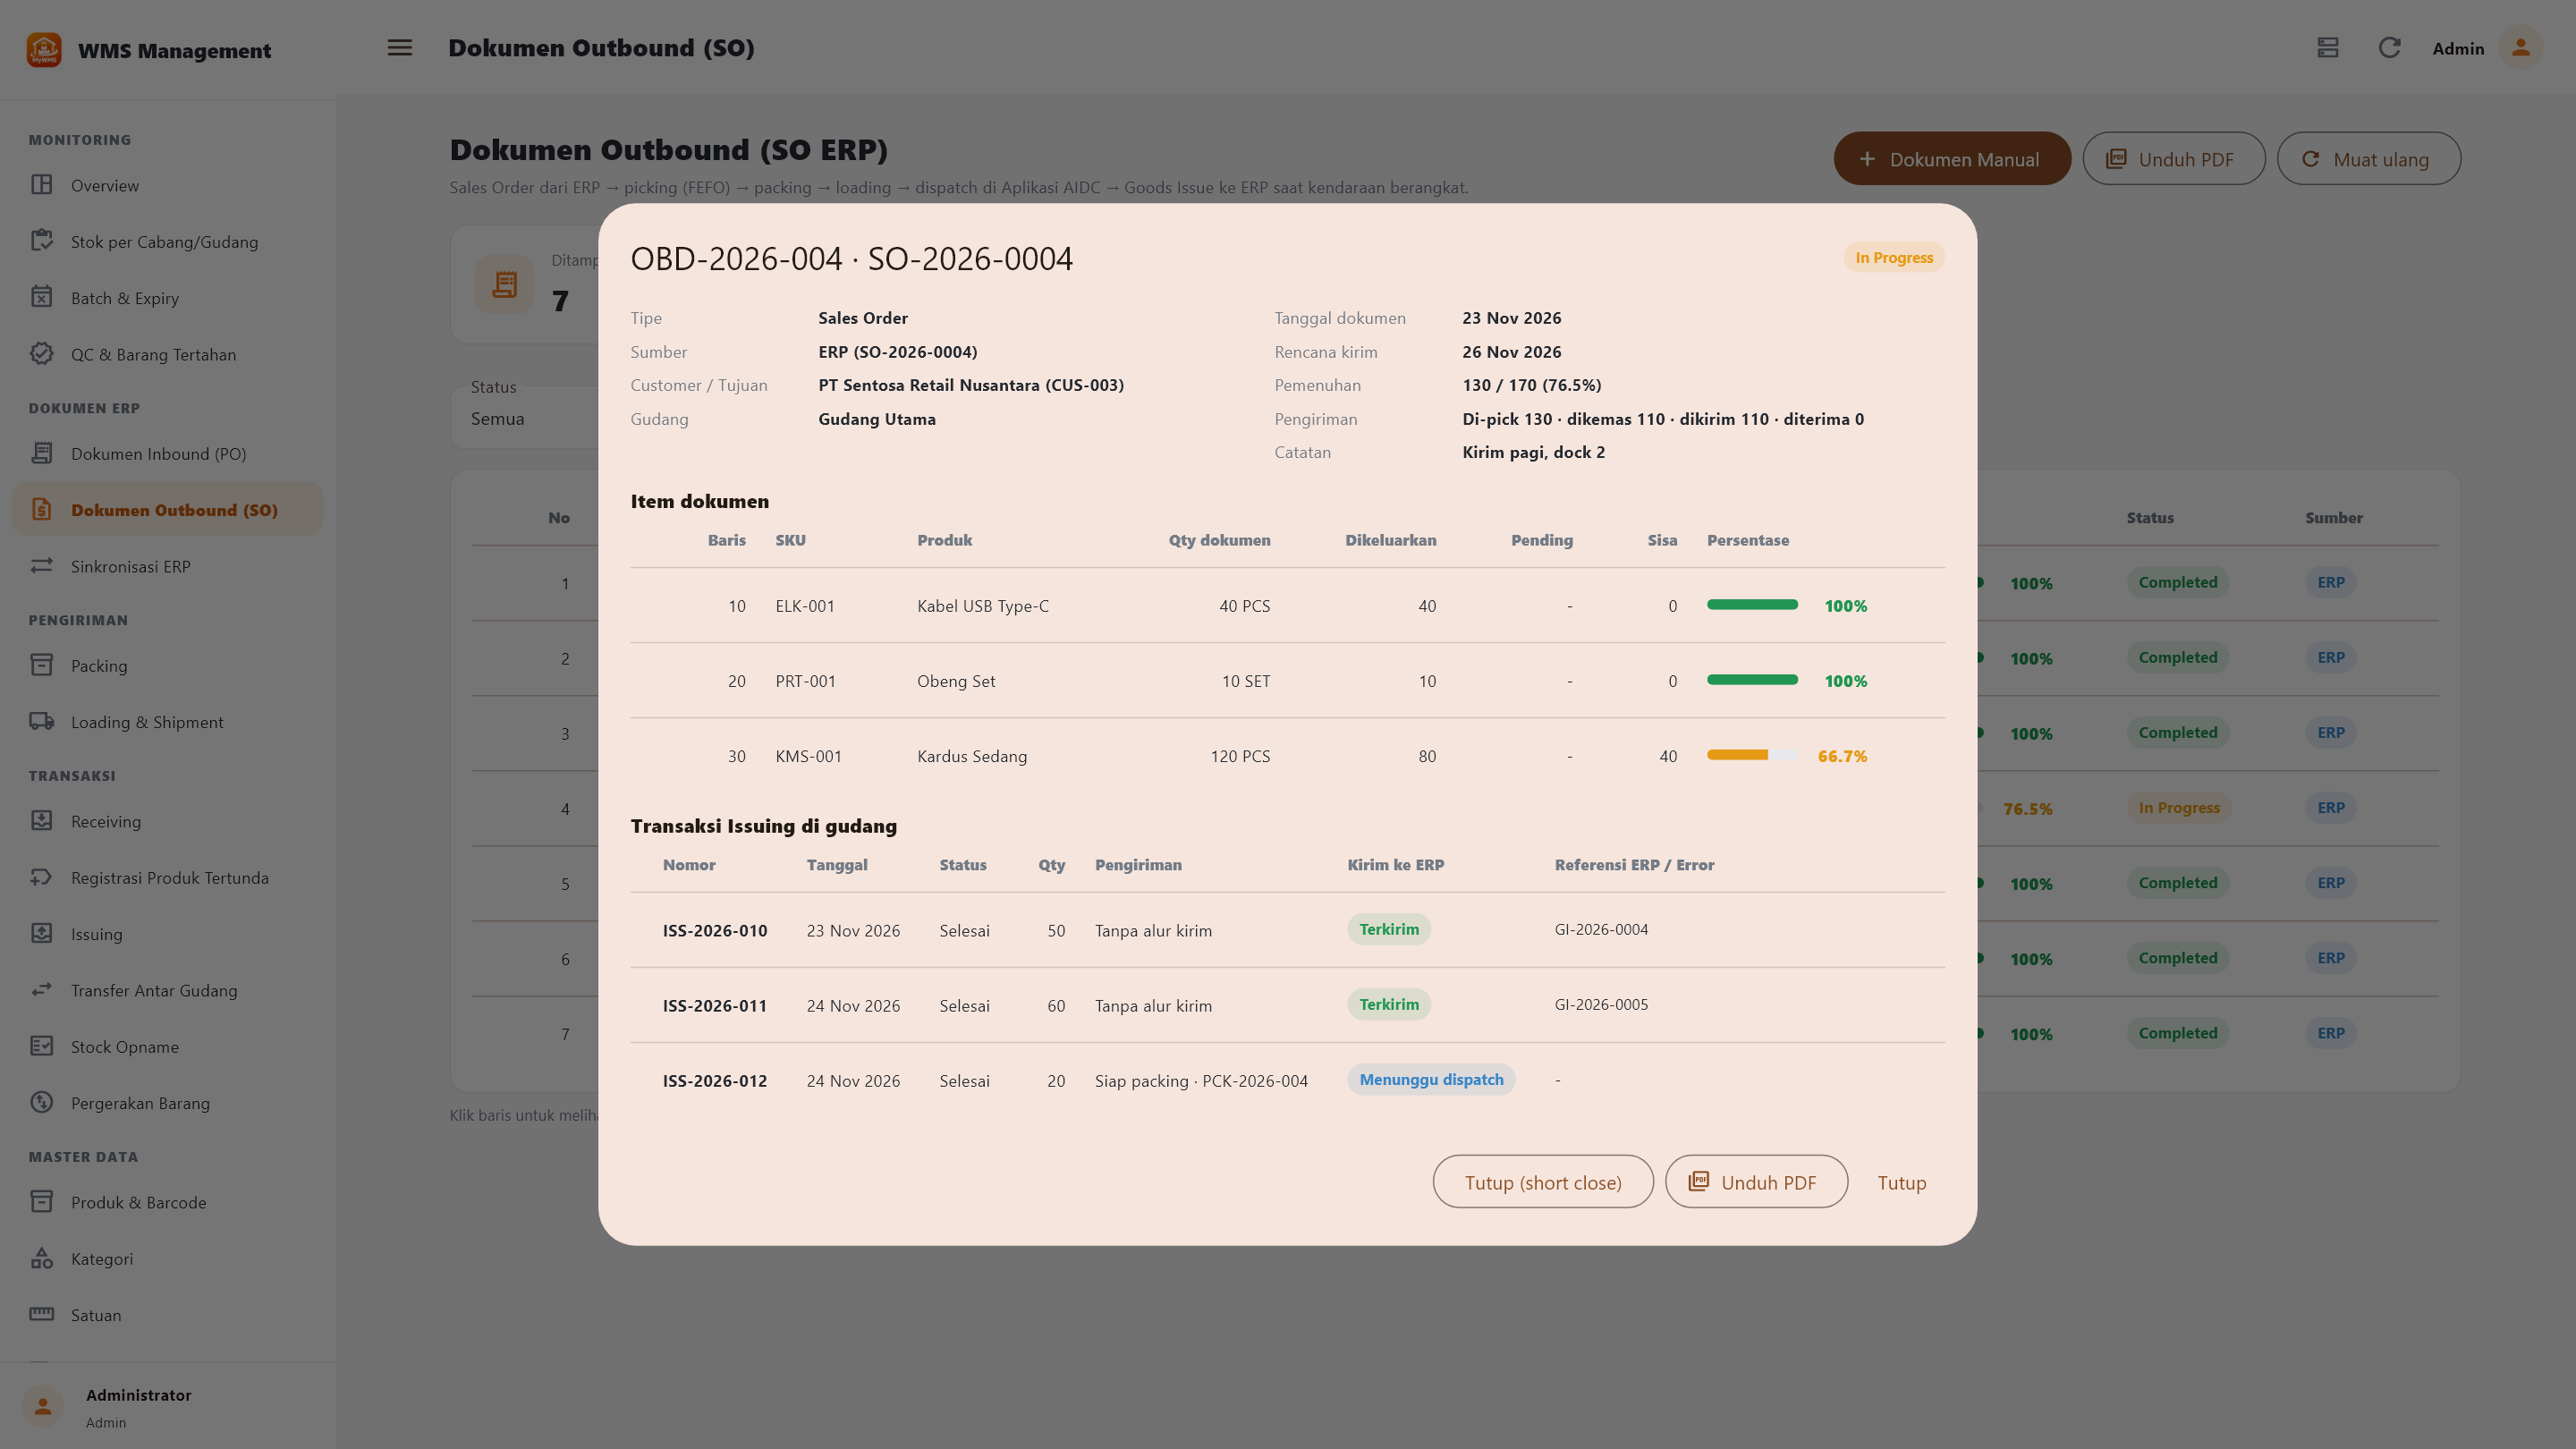 WMS Management
MyWMS
Dokumen Outbound (SO)
Admin
MONITORING
Overview
Stok per Cabang/Gudang
Batch & Expiry
QC & Barang Tertahan
DOKUMEN ERP
Dokumen Inbound (PO)
Dokumen Outbound (SO)
Sinkronisasi ERP
PENGIRIMAN
Packing
Loading & Shipment
TRANSAKSI
Receiving
Registrasi Produk Tertunda
Issuing
Transfer Antar Gudang
Stock Opname
Pergerakan Barang
MASTER DATA
Produk & Barcode
Kategori
Satuan
Administrator
Admin
Dokumen Outbound (SO ERP)
Sales Order dari ERP → picking (FEFO) → packing → loading → dispatch di Aplikasi AIDC → Goods Issue ke ERP saat kendaraan berangkat.
+ Dokumen Manual
PDF Unduh PDF
Muat ulang
Ditamp
7
Status
Semua
No Status Sumber
1 100% Completed ERP
2 100% Completed ERP
3 100% Completed ERP
4 76.5% In Progress ERP
5 100% Completed ERP
6 100% Completed ERP
7 100% Completed ERP
Klik baris untuk melih
OBD-2026-004 · SO-2026-0004
In Progress
Tipe Sales Order
Sumber ERP (SO-2026-0004)
Customer / Tujuan PT Sentosa Retail Nusantara (CUS-003)
Gudang Gudang Utama
Tanggal dokumen 23 Nov 2026
Rencana kirim 26 Nov 2026
Pemenuhan 130 / 170 (76.5%)
Pengiriman Di-pick 130 · dikemas 110 · dikirim 110 · diterima 0
Catatan Kirim pagi, dock 2
Item dokumen
Baris SKU Produk Qty dokumen Dikeluarkan Pending Sisa Persentase
10 ELK-001 Kabel USB Type-C 40 PCS 40 - 0 100%
20 PRT-001 Obeng Set 10 SET 10 - 0 100%
30 KMS-001 Kardus Sedang 120 PCS 80 - 40 66.7%
Transaksi Issuing di gudang
Nomor Tanggal Status Qty Pengiriman Kirim ke ERP Referensi ERP / Error
ISS-2026-010 23 Nov 2026 Selesai 50 Tanpa alur kirim Terkirim GI-2026-0004
ISS-2026-011 24 Nov 2026 Selesai 60 Tanpa alur kirim Terkirim GI-2026-0005
ISS-2026-012 24 Nov 2026 Selesai 20 Siap packing · PCK-2026-004 Menunggu dispatch -
Tutup (short close)
PDF Unduh PDF
Tutup